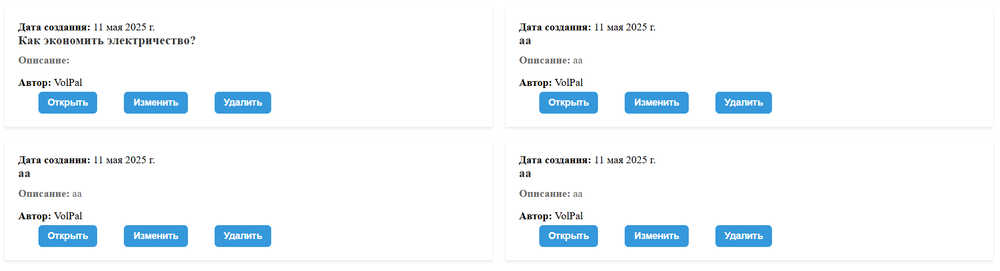 Дата создания: 11 мая 2025 г.
Как экономить электричество?
Описание:
Автор: VolPal
Открыть Изменить Удалить
Дата создания: 11 мая 2025 г.
аа
Описание: аа
Автор: VolPal
Открыть Изменить Удалить
Дата создания: 11 мая 2025 г.
аа
Описание: аа
Автор: VolPal
Открыть Изменить Удалить
Дата создания: 11 мая 2025 г.
аа
Описание: аа
Автор: VolPal
Открыть Изменить Удалить